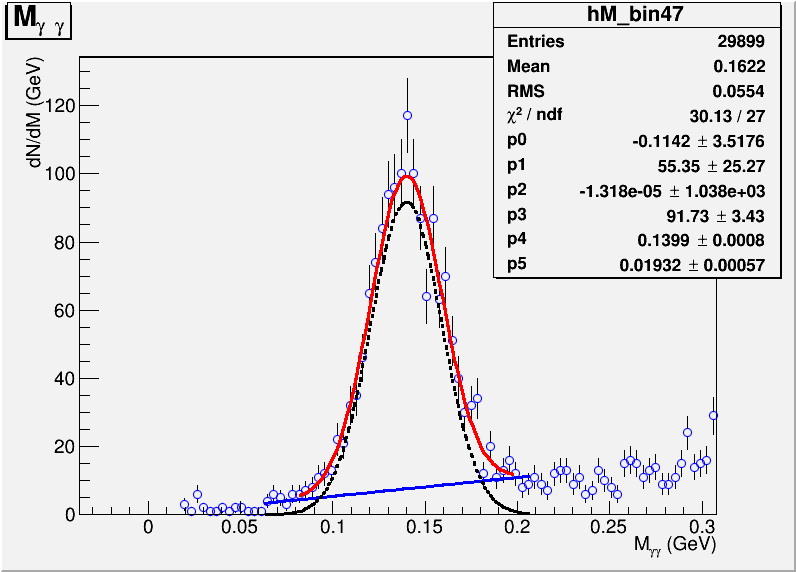 M γ γ
hM_bin47
Entries 29899
Mean 0.1622
RMS 0.0554
χ² / ndf 30.13 / 27
p0 -0.1142 ± 3.5176
p1 55.35 ± 25.27
p2 -1.318e-05 ± 1.038e+03
p3 91.73 ± 3.43
p4 0.1399 ± 0.0008
p5 0.01932 ± 0.00057
dN/dM (GeV)
120
100
80
60
40
20
0
0 0.05 0.1 0.15 0.2 0.25 0.3
Mγγ (GeV)